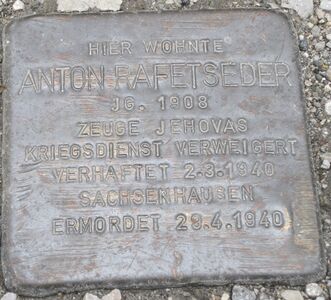 HIER WOHNTE
ANTON RAFETSEDER
JG. 1908
ZEUGE JEHOVAS
KRIEGSDIENST VERWEIGERT
VERHAFTET 2.3.1940
SACHSENHAUSEN
ERMORDET 29.4.1940